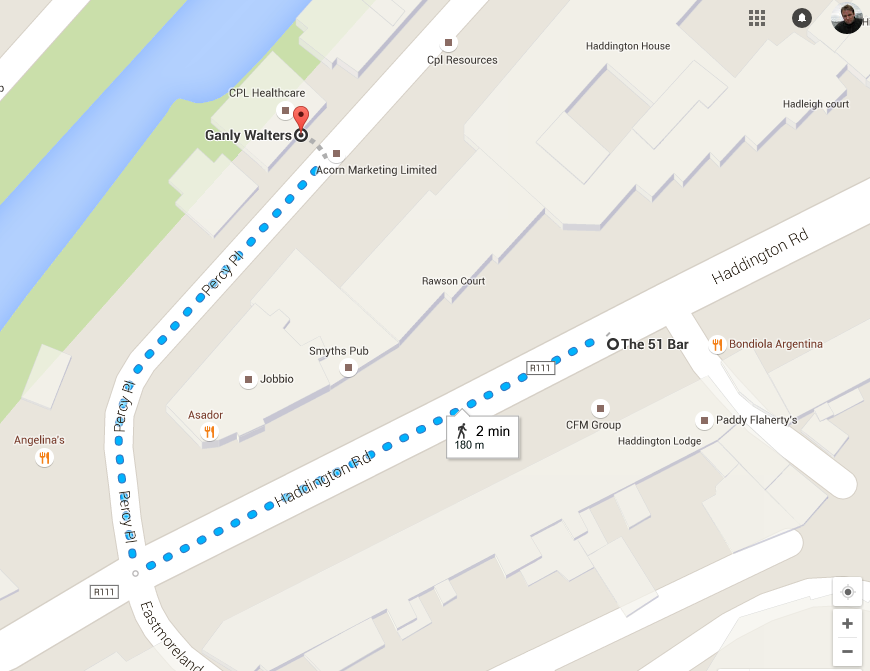 Haddington House
Cpl Resources
CPL Healthcare
Hadleigh court
Ganly Walters
Acorn Marketing Limited
Haddington Rd
Percy Pl
Rawson Court
The 51 Bar
Bondiola Argentina
Smyths Pub
R111
Jobbio
Percy Pl
Asador
2 min
180 m
CFM Group
Paddy Flaherty's
Haddington Lodge
Angelina's
Haddington Rd
Percy Pl
R111
Eastmoreland
+
−